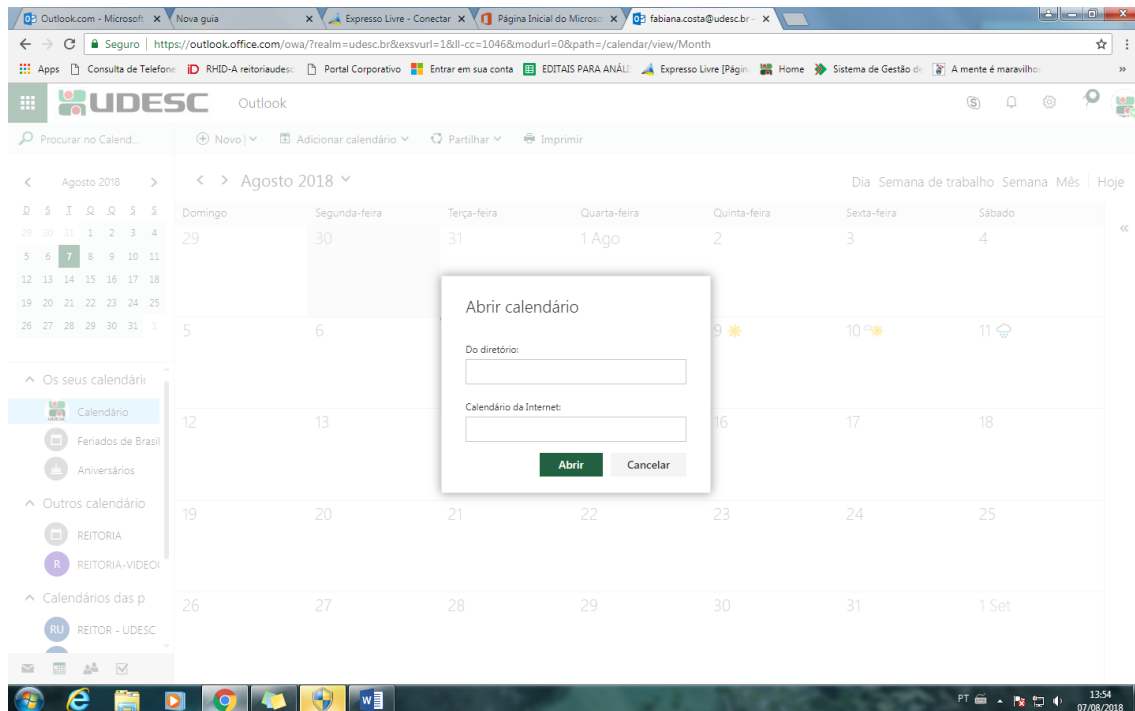 Outlook.com - Microsoft
Nova guia
Expresso Livre - Conectar
Página Inicial do Microso
fabiana.costa@udesc.br -
Seguro | https://outlook.office.com/owa/?realm=udesc.br&exsvurl=1&ll-cc=1046&modurl=0&path=/calendar/view/Month
Apps Consulta de Telefone RHID-A reitoriaudesc Portal Corporativo Entrar em sua conta EDITAIS PARA ANÁLI Expresso Livre [Págin Home Sistema de Gestão de A mente é maravilho »
UDESC Outlook
Procurar no Calend... Novo | Adicionar calendário Partilhar Imprimir
Agosto 2018
D S T Q Q S S
29 30 31 1 2 3 4
5 6 7 8 9 10 11
12 13 14 15 16 17 18
19 20 21 22 23 24 25
26 27 28 29 30 31 1
Os seus calendário
Calendário
Feriados de Brasil
Aniversários
Outros calendário
REITORIA
R REITORIA-VIDEO
Calendários das p
RU REITOR - UDESC
Agosto 2018 Dia Semana de trabalho Semana Mês | Hoje
Domingo Segunda-feira Terça-feira Quarta-feira Quinta-feira Sexta-feira Sábado
29 30 31 1 Ago 2 3 4
5 6 9 10 11
12 13 16 17 18
19 20 21 22 23 24 25
26 27 28 29 30 31 1 Set
Abrir calendário
Do diretório:
Calendário da Internet:
Abrir Cancelar
PT 13:54
07/08/2018